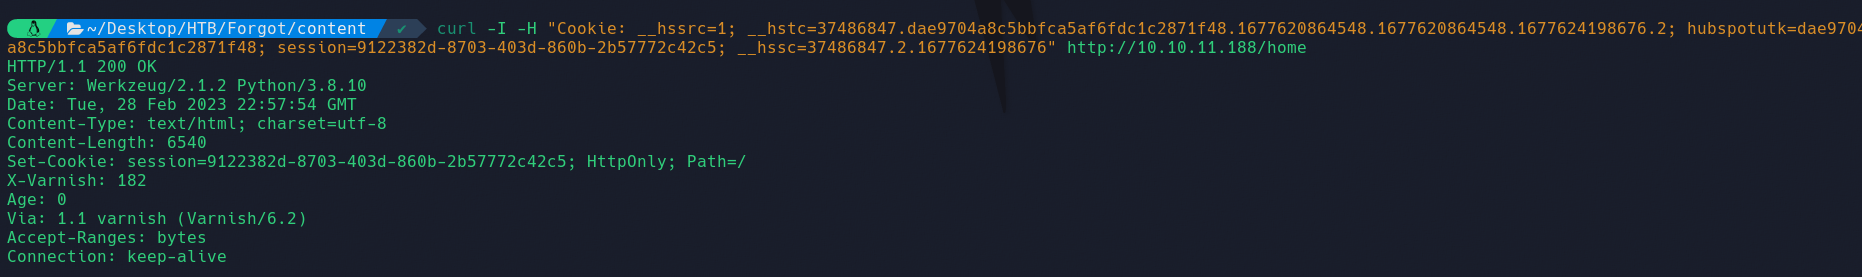 ~/Desktop/HTB/Forgot/content ✔ curl -I -H "Cookie: __hssrc=1; __hstc=37486847.dae9704a8c5bbfca5af6fdc1c2871f48.1677620864548.1677620864548.1677624198676.2; hubspotutk=dae9704
a8c5bbfca5af6fdc1c2871f48; session=9122382d-8703-403d-860b-2b57772c42c5; __hssc=37486847.2.1677624198676" http://10.10.11.188/home
HTTP/1.1 200 OK
Server: Werkzeug/2.1.2 Python/3.8.10
Date: Tue, 28 Feb 2023 22:57:54 GMT
Content-Type: text/html; charset=utf-8
Content-Length: 6540
Set-Cookie: session=9122382d-8703-403d-860b-2b57772c42c5; HttpOnly; Path=/
X-Varnish: 182
Age: 0
Via: 1.1 varnish (Varnish/6.2)
Accept-Ranges: bytes
Connection: keep-alive